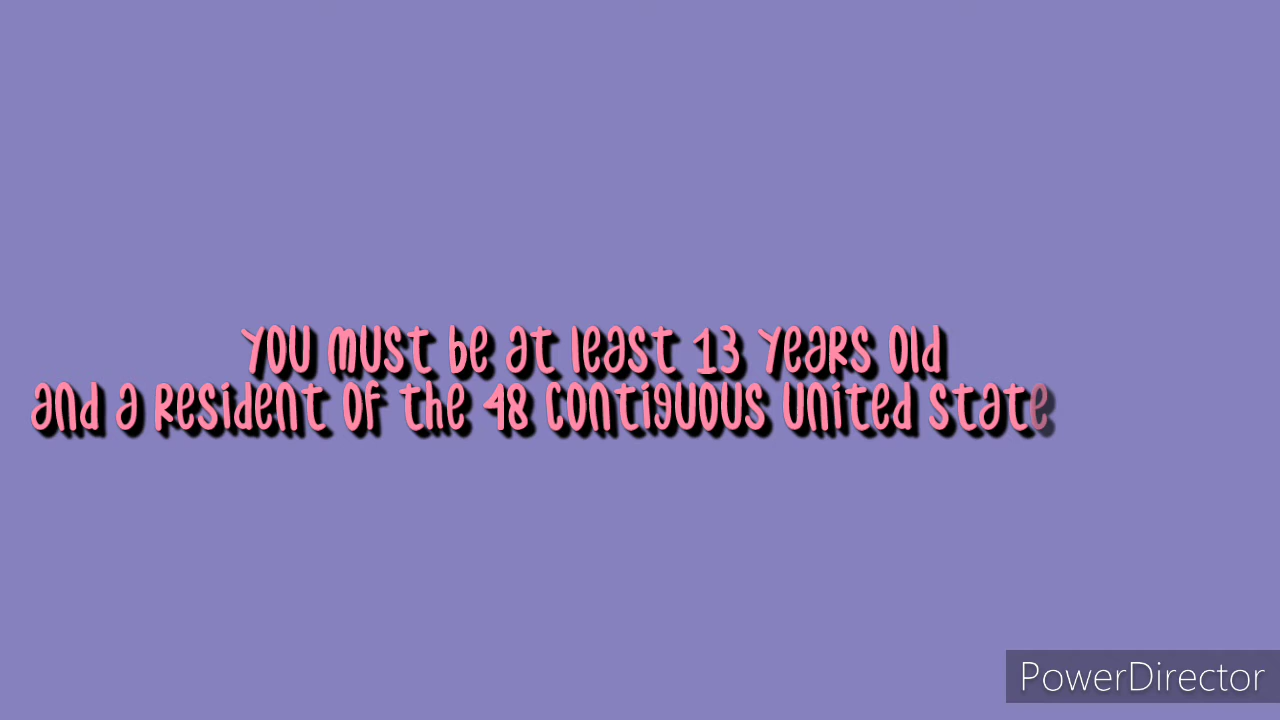 You must be at least 13 years old
and a resident of the 48 contiguous united state
PowerDirector